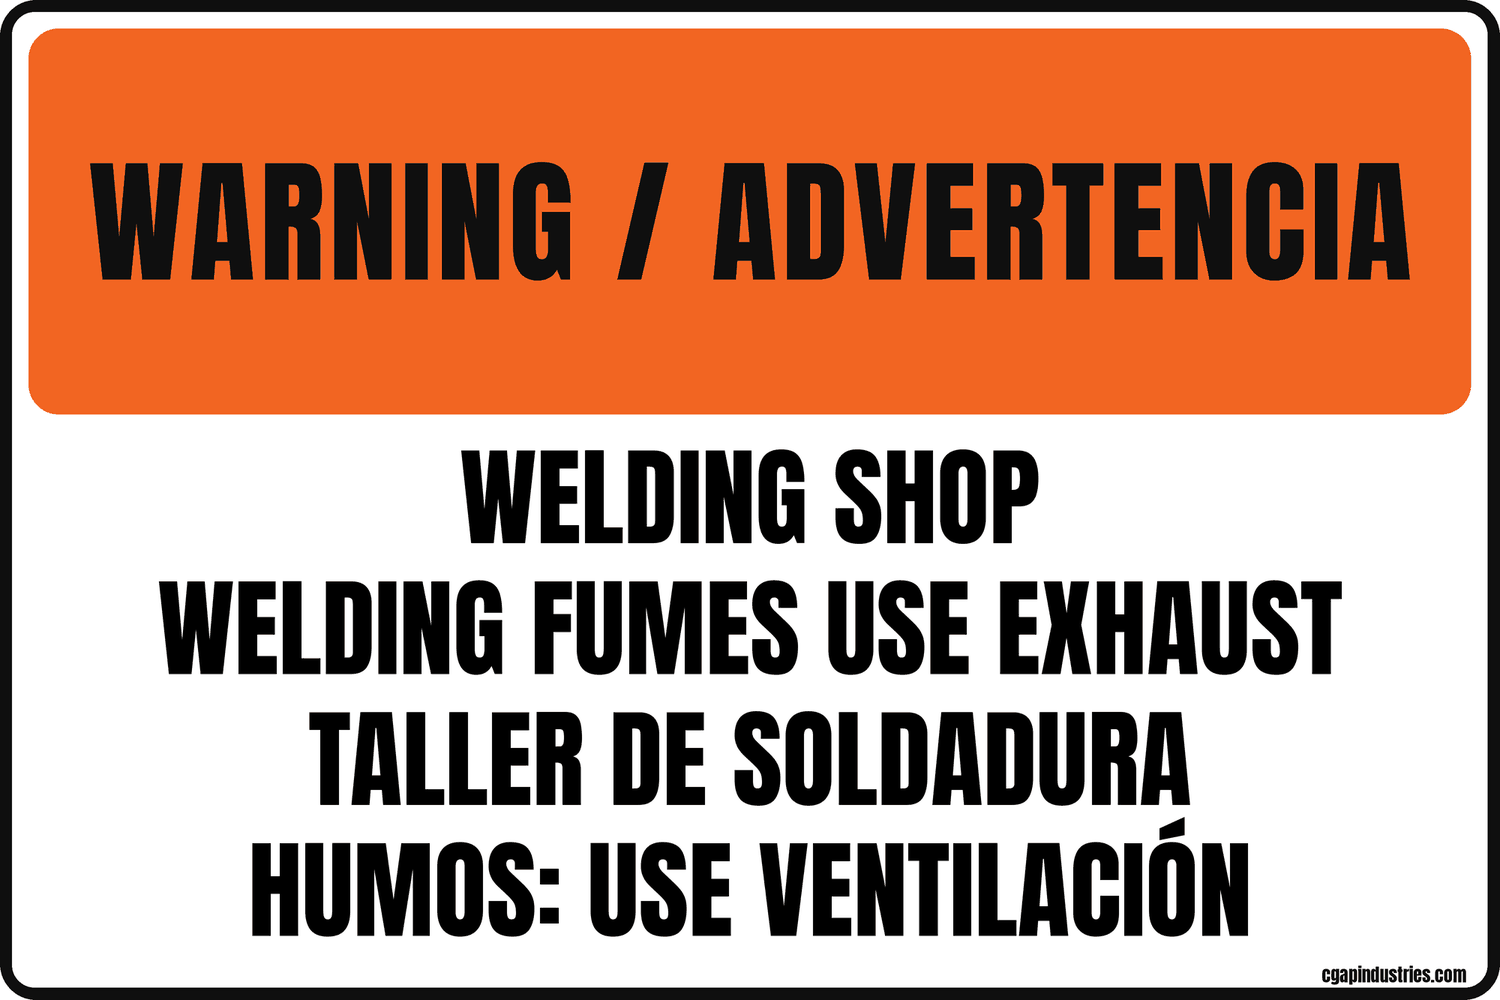 WARNING / ADVERTENCIA
WELDING SHOP
WELDING FUMES USE EXHAUST
TALLER DE SOLDADURA
HUMOS: USE VENTILACIÓN
cgapindustries.com